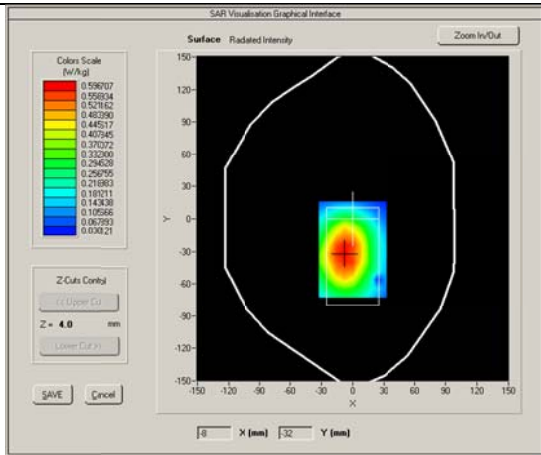 SAR Visualisation Graphical Interface
Surface Radiated Intensity
Zoom In/Out
Colors Scale
(W/kg)
0.596707
0.558934
0.521162
0.483390
0.445617
0.407845
0.370072
0.332300
0.294528
0.256755
0.218983
0.181211
0.143438
0.105666
0.067893
0.030121
Z-Cuts Control
<< Upper Cut
Z = 4.0 mm
Lower Cut >>
SAVE Cancel
150
120
90
60
30
0
-30
-60
-90
-120
-150
Y
-150 -120 -90 -60 -30 0 30 60 90 120 150
X
-8 X (mm) -32 Y (mm)